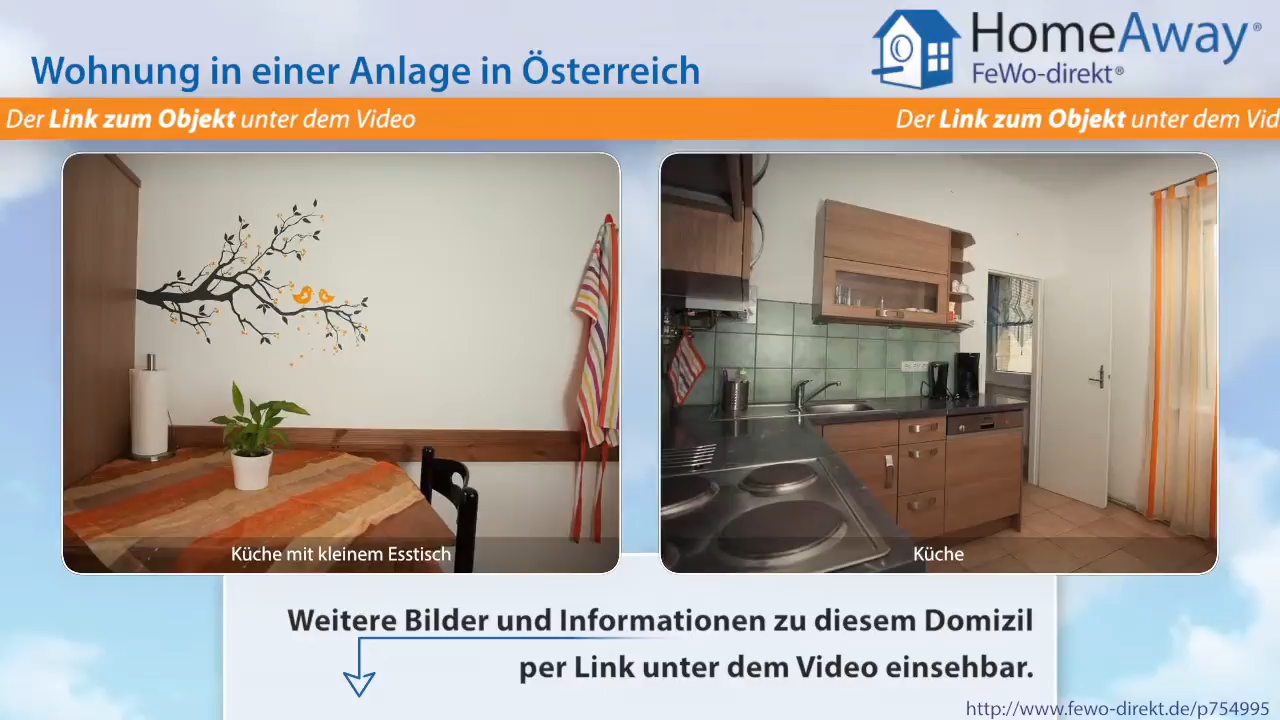 HomeAway®
FeWo-direkt®
Wohnung in einer Anlage in Österreich
Der Link zum Objekt unter dem Video
Der Link zum Objekt unter dem Vid
Küche mit kleinem Esstisch
Küche
Weitere Bilder und Informationen zu diesem Domizil
per Link unter dem Video einsehbar.
http://www.fewo-direkt.de/p754995